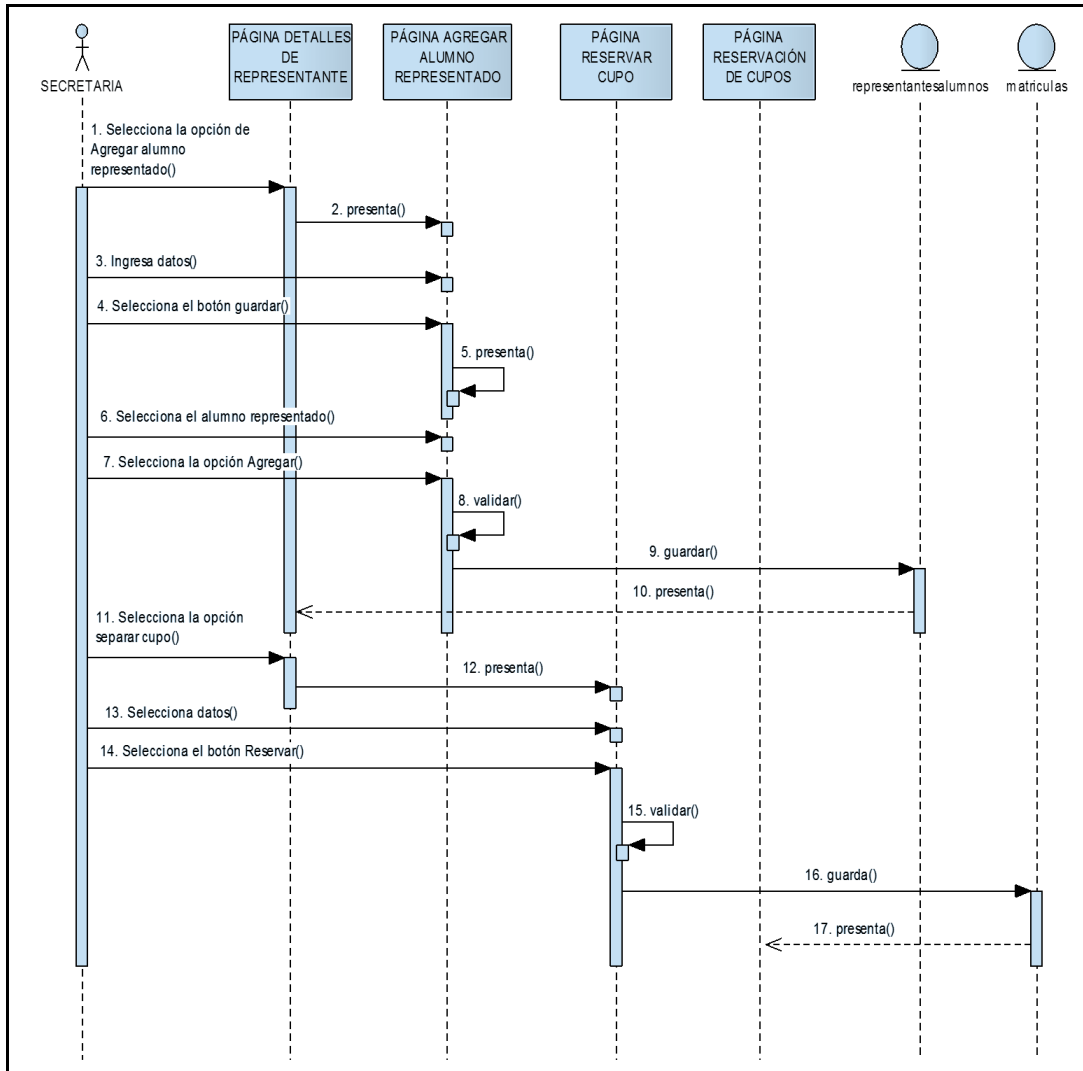 SECRETARIA
PÁGINA DETALLES
DE
REPRESENTANTE
PÁGINA AGREGAR
ALUMNO
REPRESENTADO
PÁGINA
RESERVAR
CUPO
PÁGINA
RESERVACIÓN
DE CUPOS
representantesalumnos
matriculas
1. Selecciona la opción de
Agregar alumno
representado()
2. presenta()
3. Ingresa datos()
4. Selecciona el botón guardar()
5. presenta()
6. Selecciona el alumno representado()
7. Selecciona la opción Agregar()
8. validar()
9. guardar()
10. presenta()
11. Selecciona la opción
separar cupo()
12. presenta()
13. Selecciona datos()
14. Selecciona el botón Reservar()
15. validar()
16. guarda()
17. presenta()